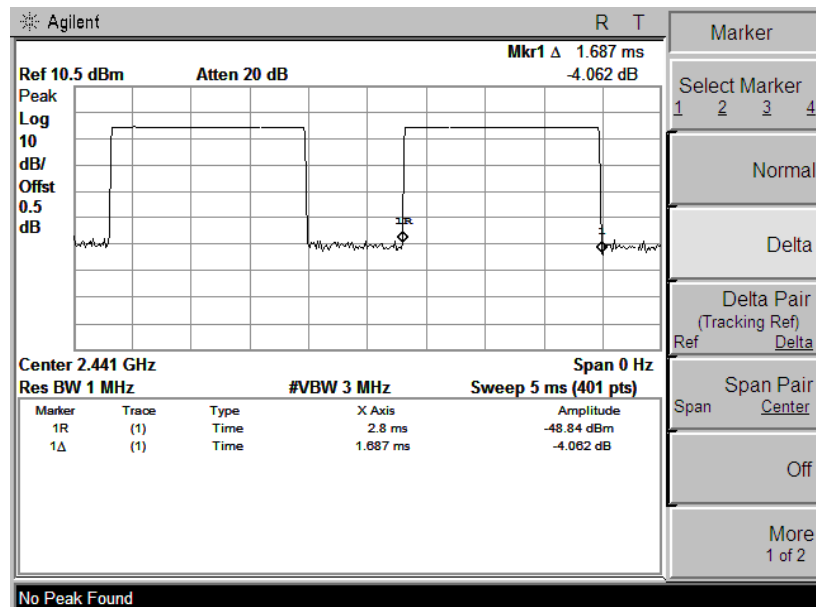 Agilent R T
Mkr1 Δ 1.687 ms
Ref 10.5 dBm Atten 20 dB -4.062 dB
Peak
Log
10
dB/
Offst
0.5
dB
1R
1
Center 2.441 GHz Span 0 Hz
Res BW 1 MHz #VBW 3 MHz Sweep 5 ms (401 pts)
Marker Trace Type X Axis Amplitude
1R (1) Time 2.8 ms -48.84 dBm
1Δ (1) Time 1.687 ms -4.062 dB
No Peak Found
Marker
Select Marker
1 2 3 4
Normal
Delta
Delta Pair
(Tracking Ref)
Ref Delta
Span Pair
Span Center
Off
More
1 of 2